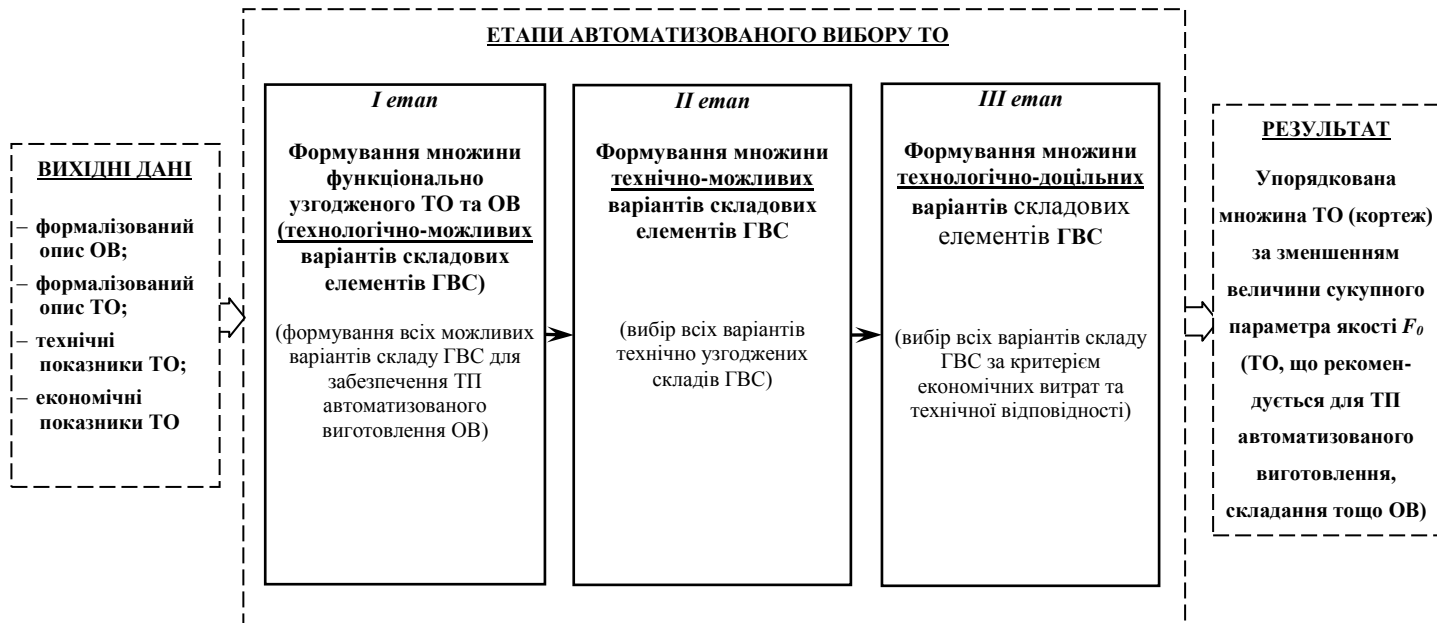 ЕТАПИ АВТОМАТИЗОВАНОГО ВИБОРУ ТО
ВИХІДНІ ДАНІ
– формалізований
опис ОВ;
– формалізований
опис ТО;
– технічні
показники ТО;
– економічні
показники ТО
I етап
Формування множини
функціонально
узгодженого ТО та ОВ
(технологічно-можливих
варіантів складових
елементів ГВС)
(формування всіх можливих
варіантів складу ГВС для
забезпечення ТП
автоматизованого
виготовлення ОВ)
II етап
Формування множини
технічно-можливих
варіантів складових
елементів ГВС
(вибір всіх варіантів
технічно узгоджених
складів ГВС)
III етап
Формування множини
технологічно-доцільних
варіантів складових
елементів ГВС
(вибір всіх варіантів складу
ГВС за критерієм
економічних витрат та
технічної відповідності)
РЕЗУЛЬТАТ
Упорядкована
множина ТО (кортеж)
за зменшенням
величини сукупного
параметра якості F0
(ТО, що рекомен-
дується для ТП
автоматизованого
виготовлення,
складання тощо ОВ)